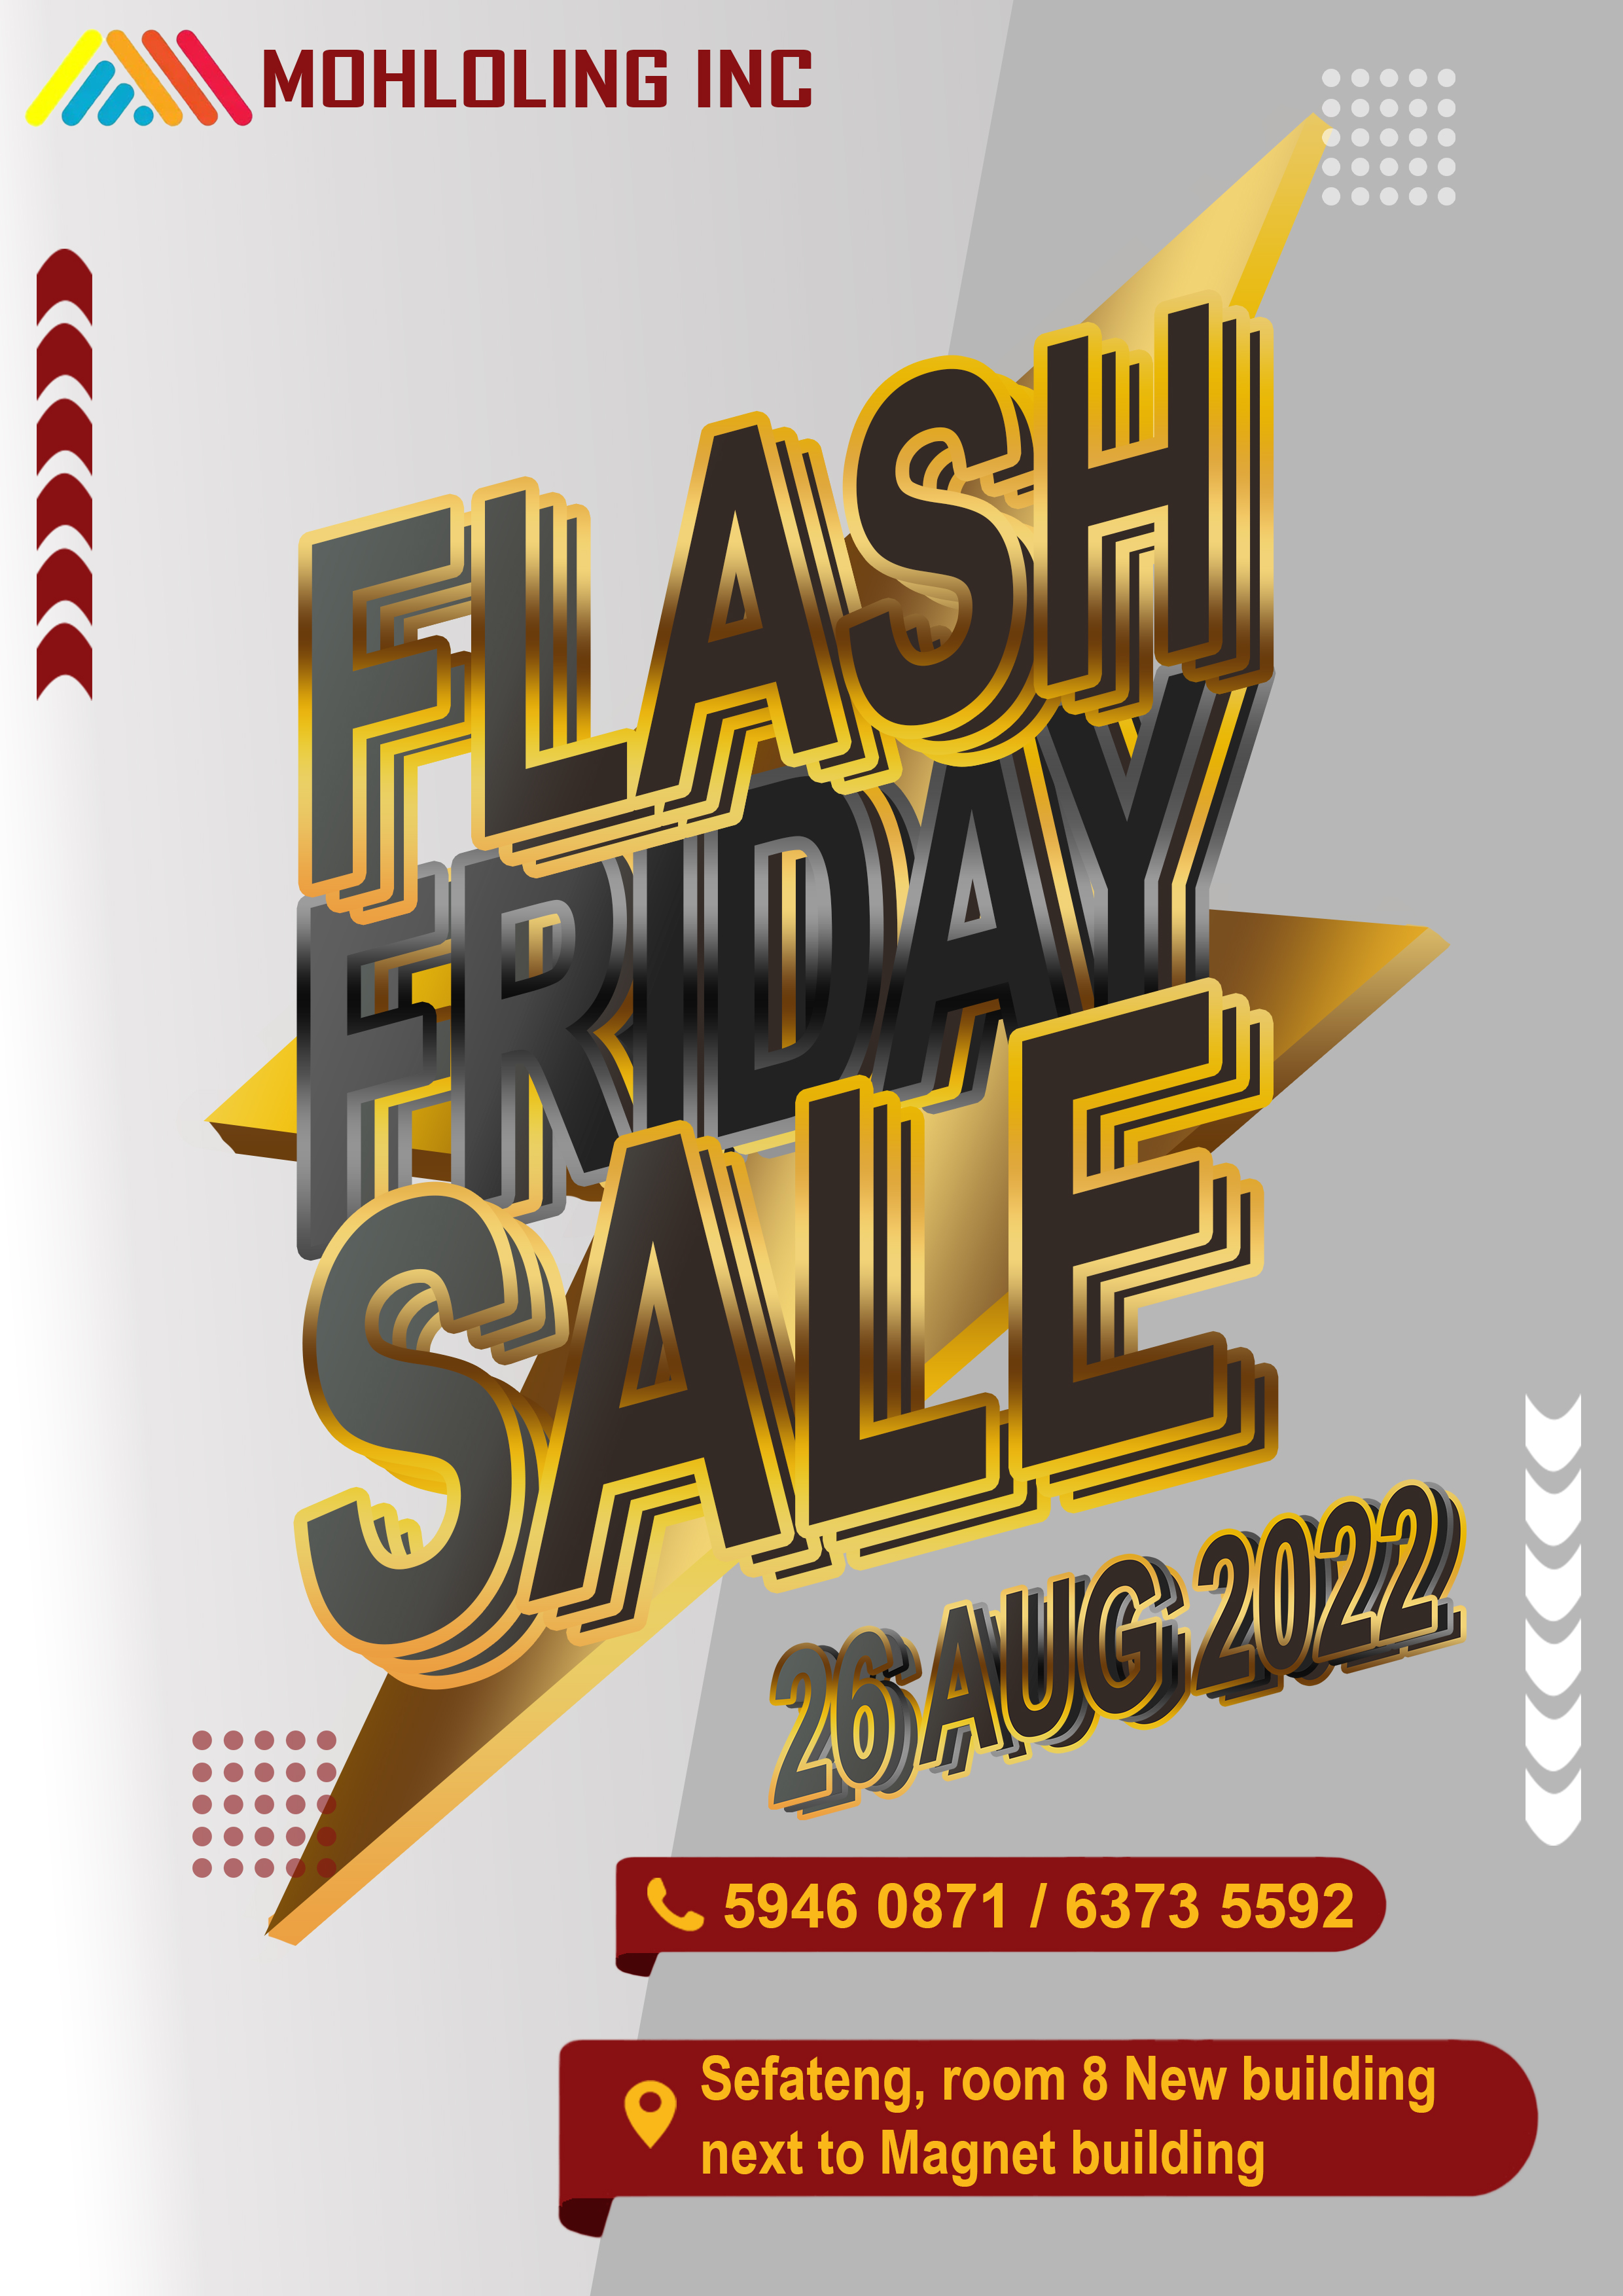 MOHLOLING INC
FLASH
FRIDAY
SALE
26 AUG 2022
5946 0871 / 6373 5592
Sefateng, room 8 New building
next to Magnet building